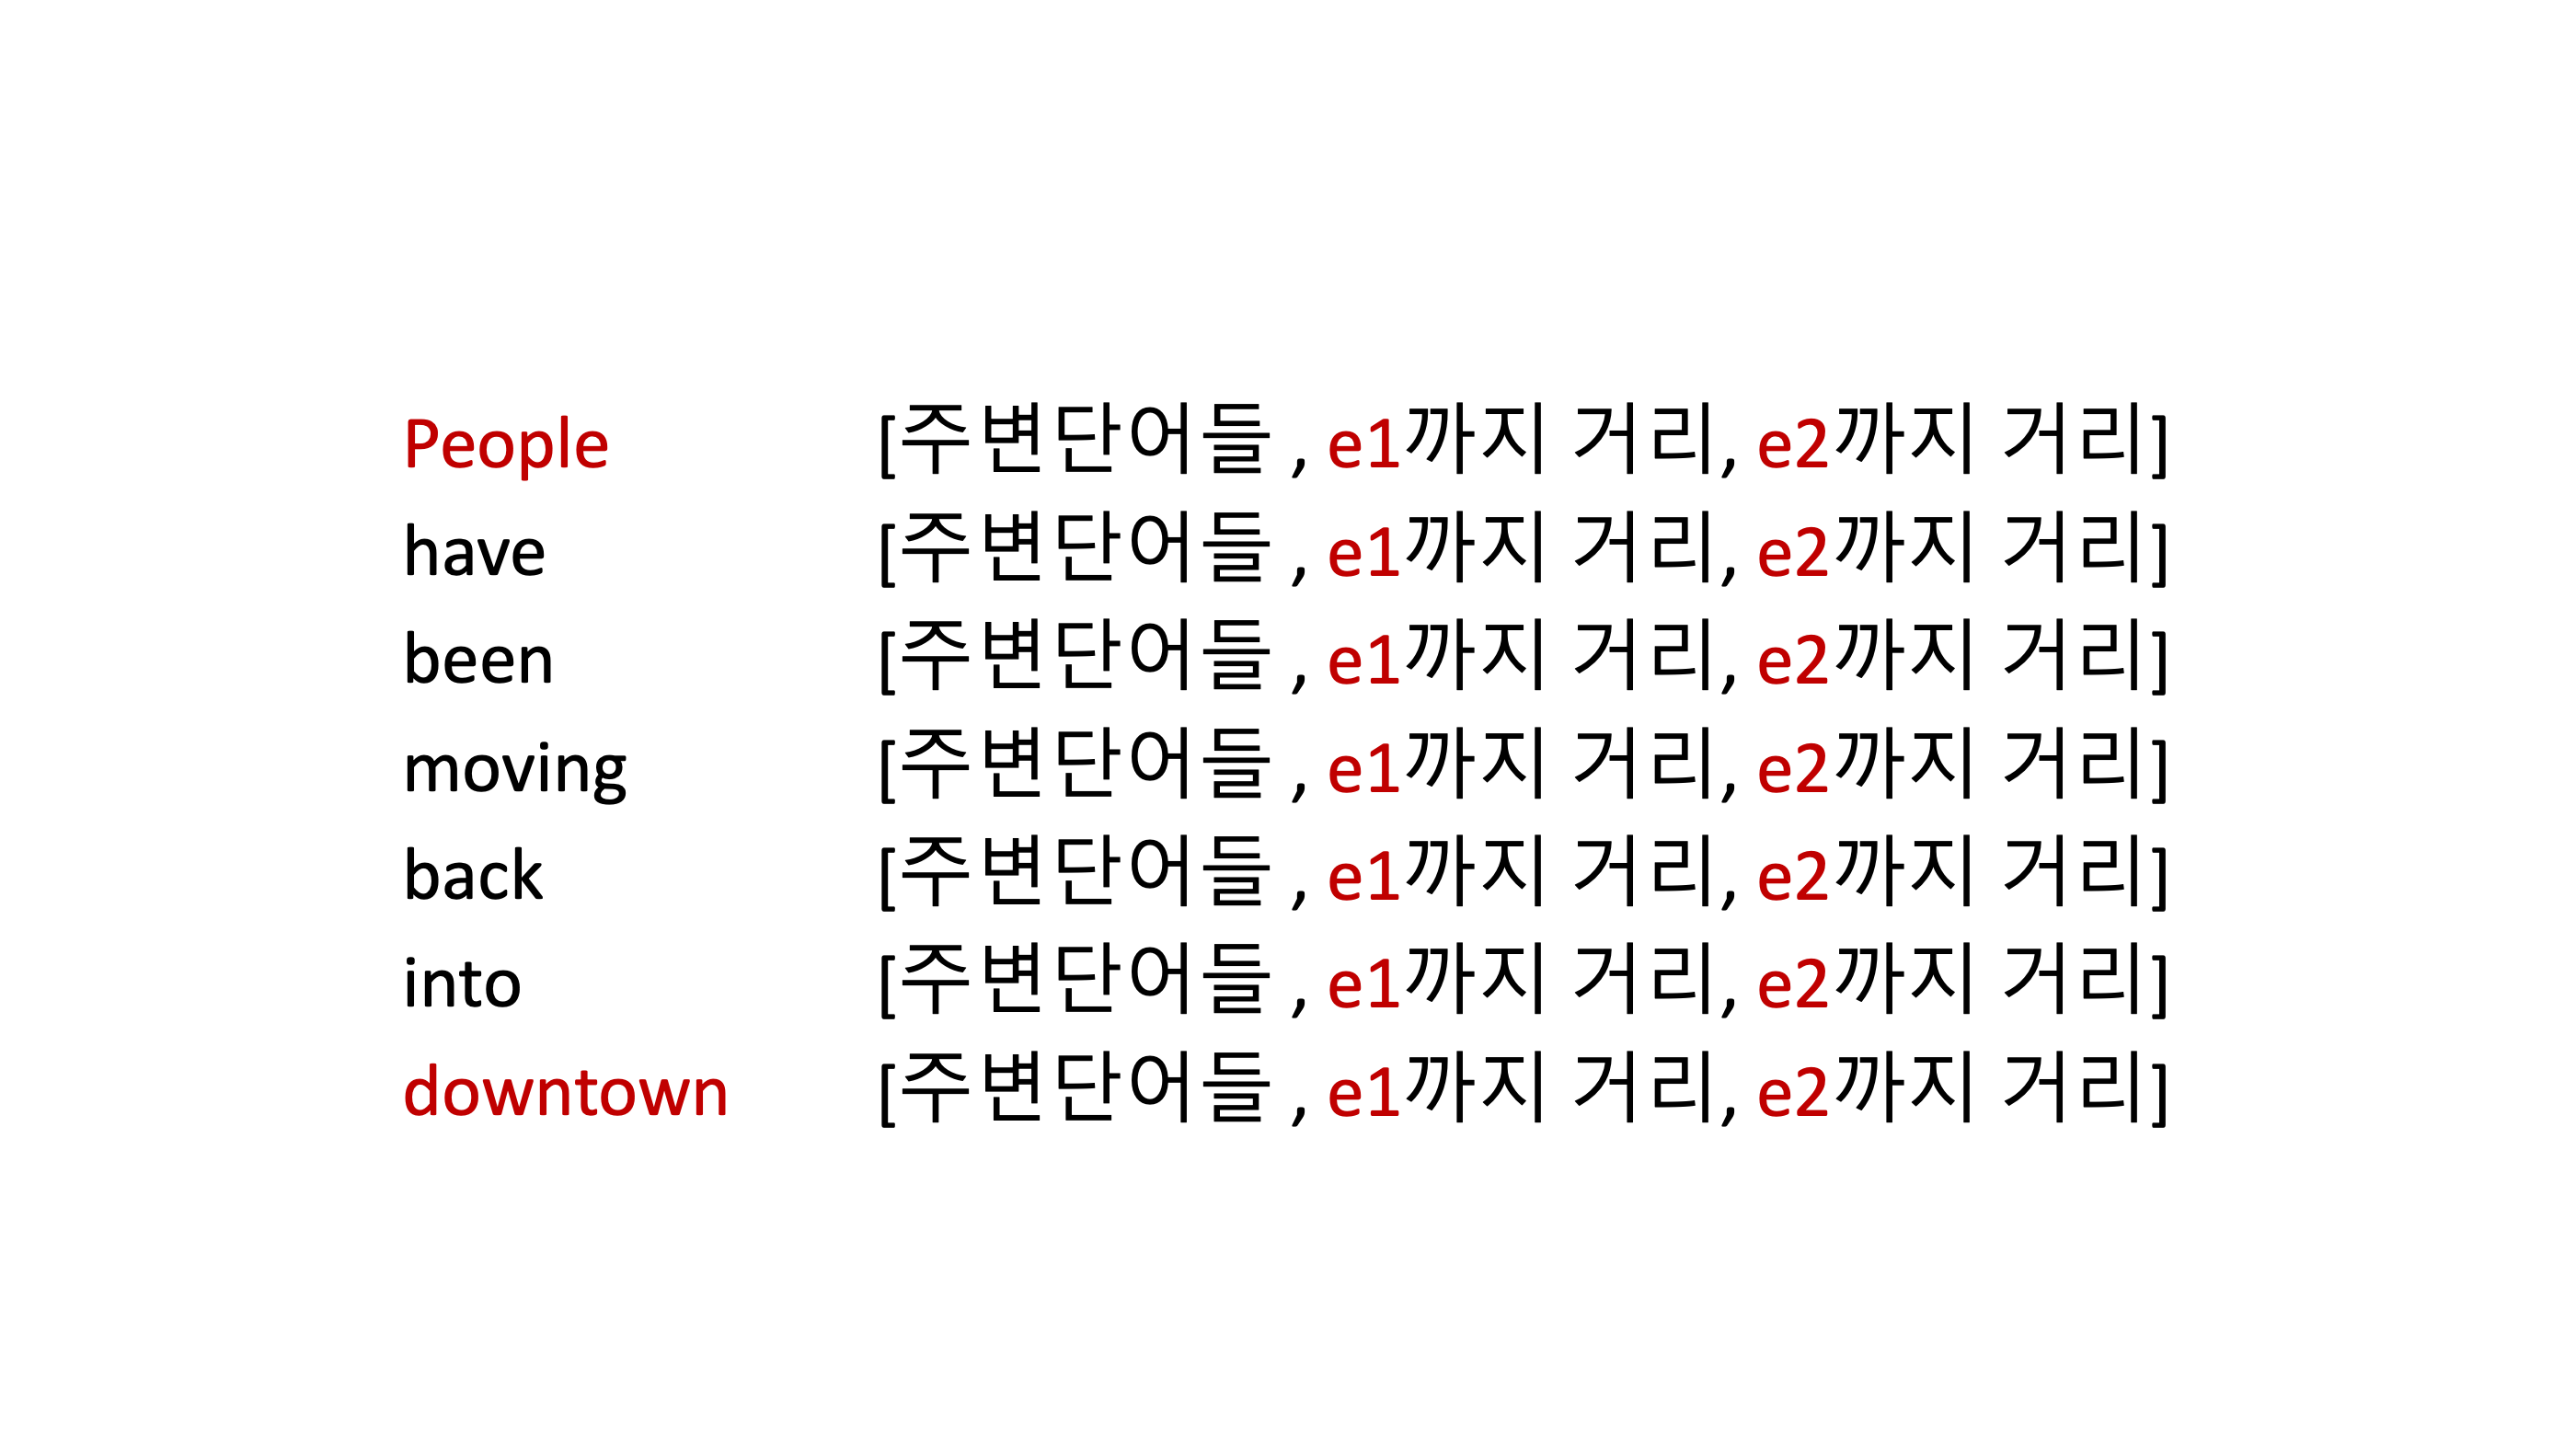 People [주변단어들 , e1까지 거리, e2까지 거리]
have [주변단어들 , e1까지 거리, e2까지 거리]
been [주변단어들 , e1까지 거리, e2까지 거리]
moving [주변단어들 , e1까지 거리, e2까지 거리]
back [주변단어들 , e1까지 거리, e2까지 거리]
into [주변단어들 , e1까지 거리, e2까지 거리]
downtown [주변단어들 , e1까지 거리, e2까지 거리]